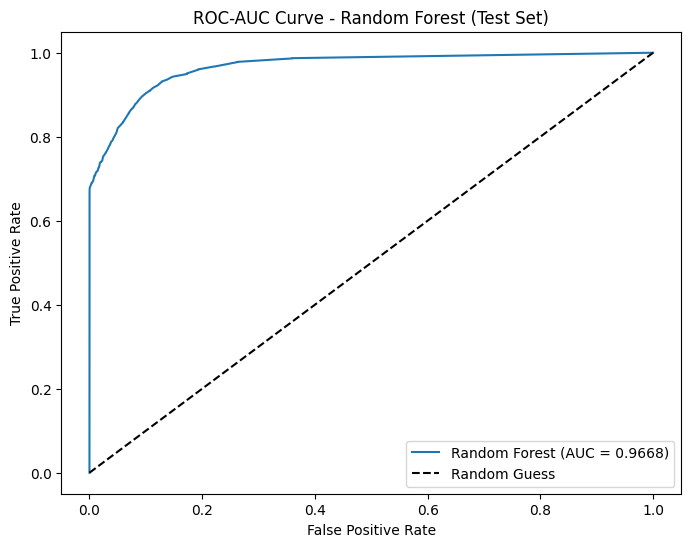 ROC-AUC Curve - Random Forest (Test Set)
True Positive Rate
1.0
0.8
0.6
0.4
0.2
0.0
0.0 0.2 0.4 0.6 0.8 1.0
False Positive Rate
Random Forest (AUC = 0.9668)
Random Guess